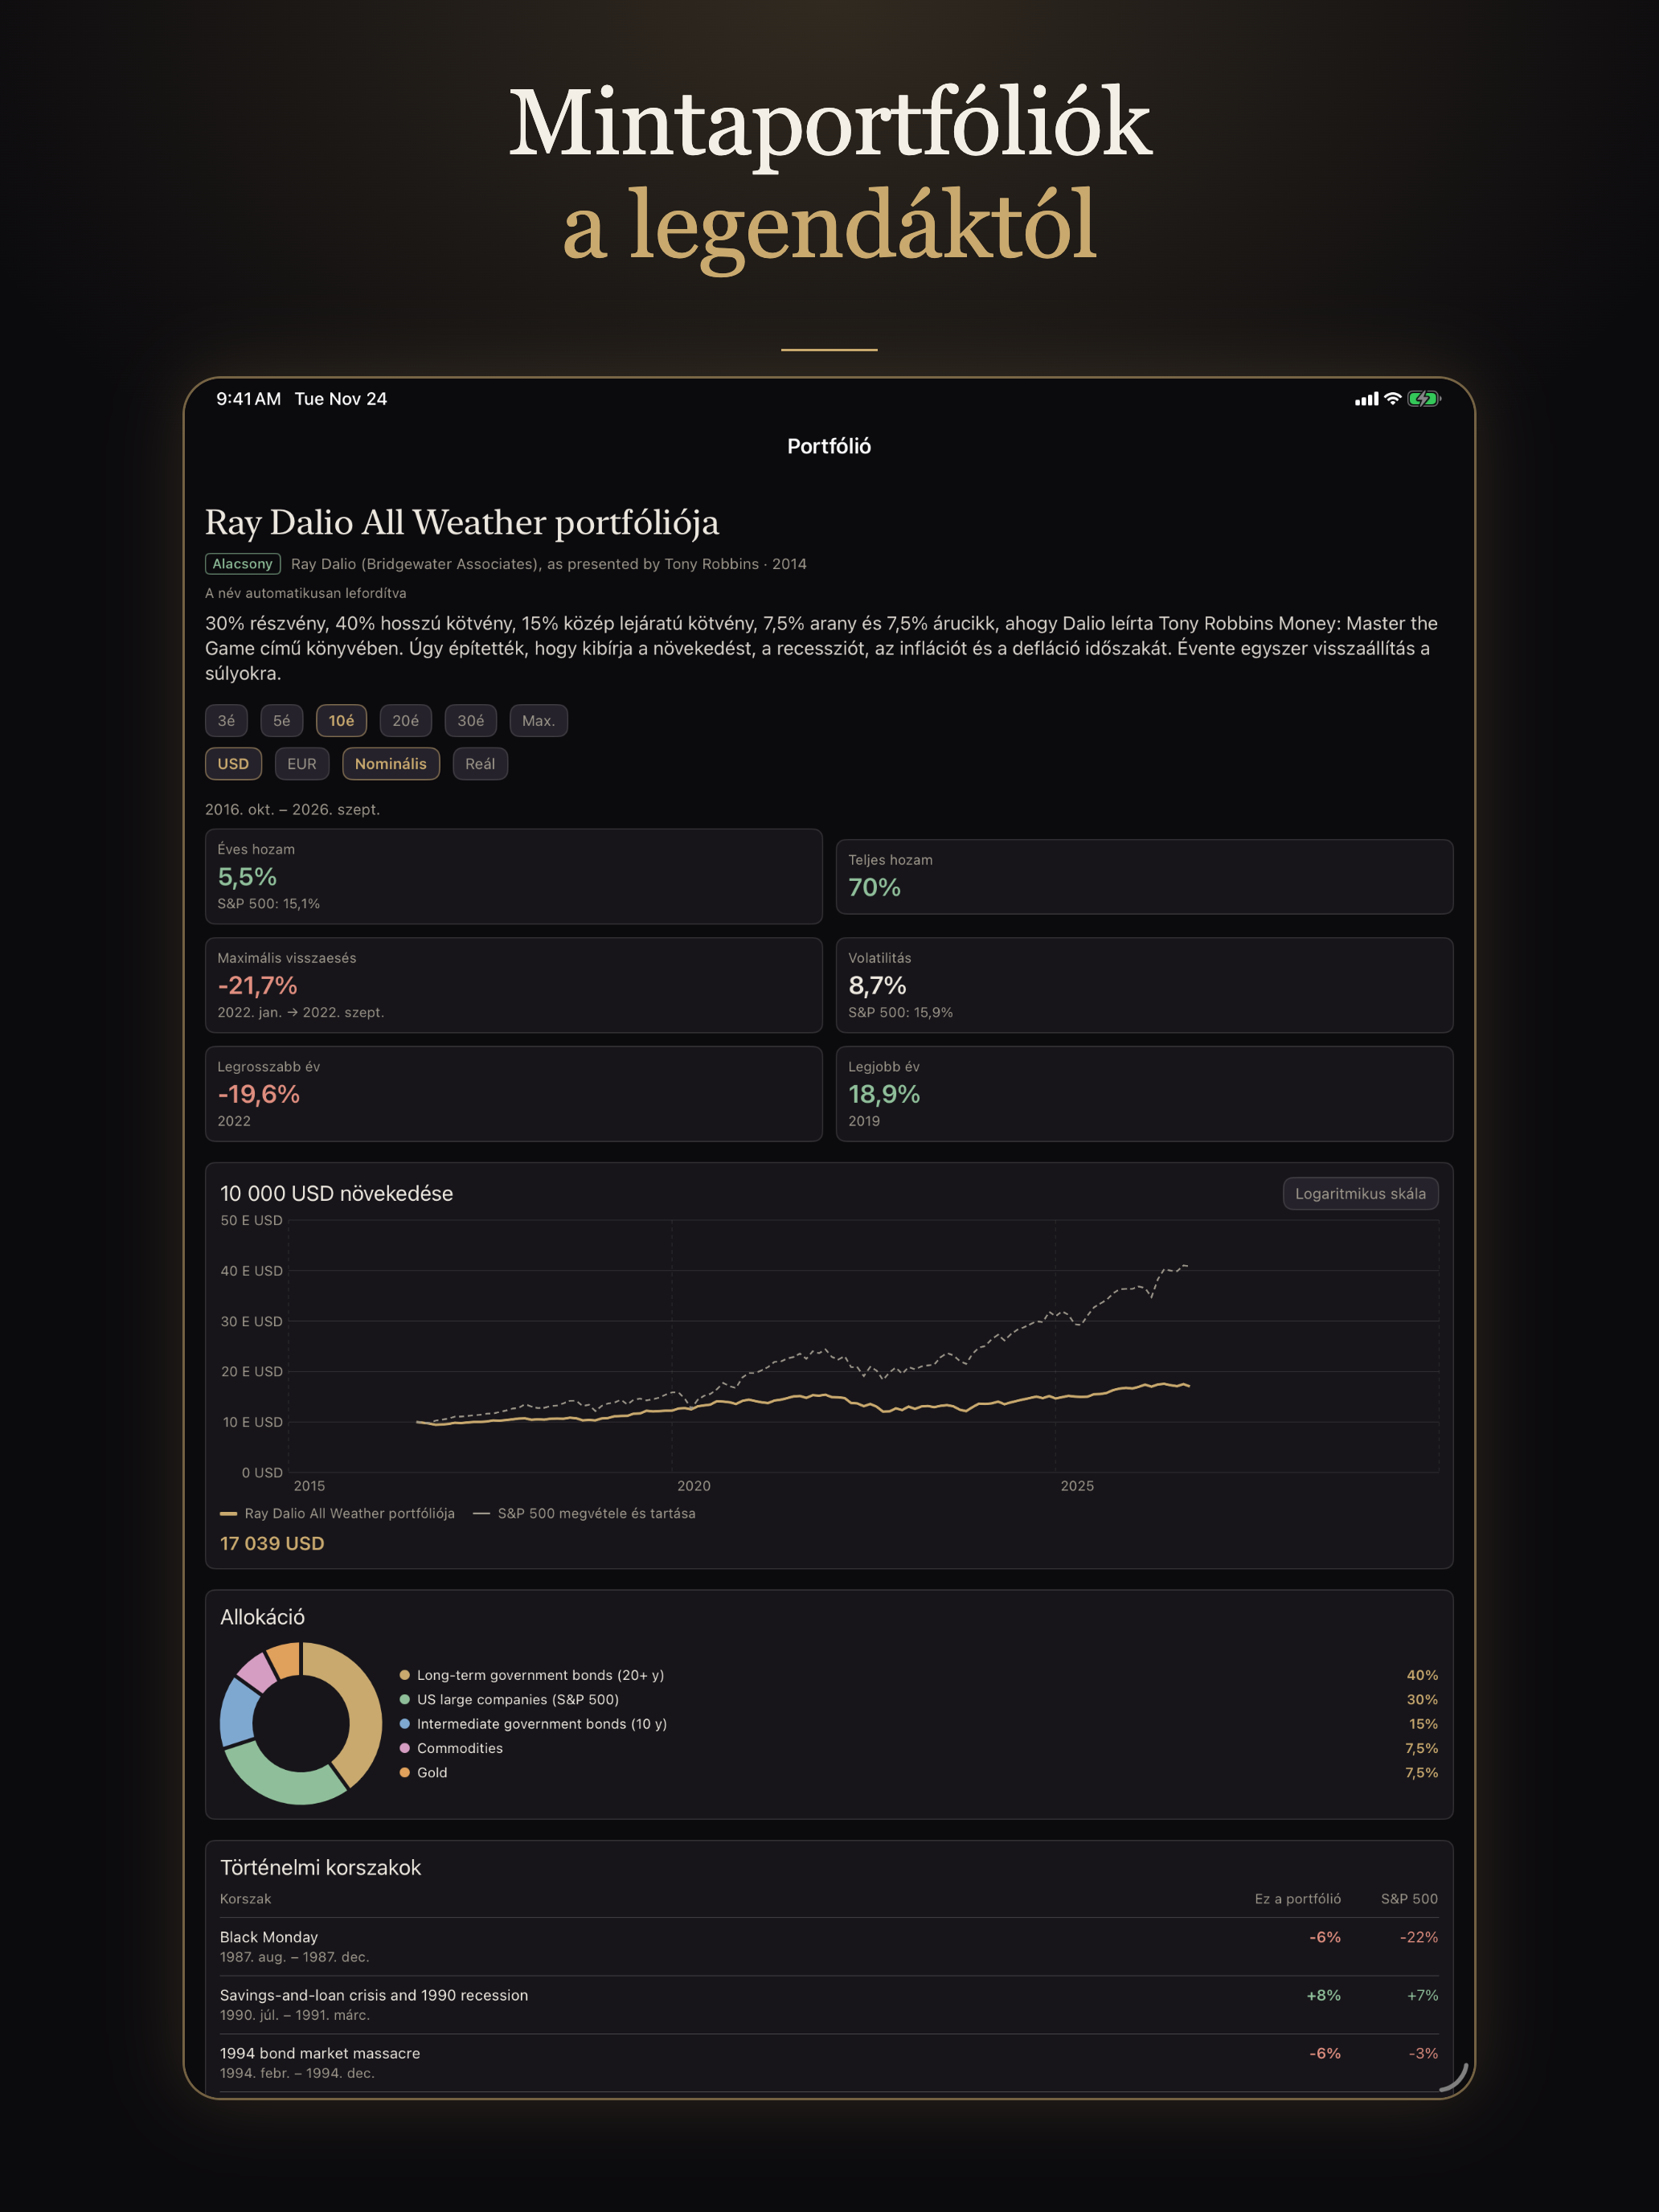 Mintaportfóliók
a legendáktól
9:41 AM Tue Nov 24
Portfólió
Ray Dalio All Weather portfóliója
Alacsony Ray Dalio (Bridgewater Associates), as presented by Tony Robbins · 2014
A név automatikusan lefordítva
30% részvény, 40% hosszú kötvény, 15% közép lejáratú kötvény, 7,5% arany és 7,5% árucikk, ahogy Dalio leírta Tony Robbins Money: Master the
Game című könyvében. Úgy építették, hogy kibírja a növekedést, a recessziót, az inflációt és a defláció időszakát. Évente egyszer visszaállítás a
súlyokra.
3é 5é 10é 20é 30é Max.
USD EUR Nominális Reál
2016. okt. – 2026. szept.
Éves hozam
5,5%
S&P 500: 15,1%
Teljes hozam
70%
Maximális visszaesés
-21,7%
2022. jan. → 2022. szept.
Volatilitás
8,7%
S&P 500: 15,9%
Legrosszabb év
-19,6%
2022
Legjobb év
18,9%
2019
10 000 USD növekedése
Logaritmikus skála
50 E USD
40 E USD
30 E USD
20 E USD
10 E USD
0 USD
2015 2020 2025
Ray Dalio All Weather portfóliója S&P 500 megvétele és tartása
17 039 USD
Allokáció
Long-term government bonds (20+ y) 40%
US large companies (S&P 500) 30%
Intermediate government bonds (10 y) 15%
Commodities 7,5%
Gold 7,5%
Történelmi korszakok
Korszak Ez a portfólió S&P 500
Black Monday -6% -22%
1987. aug. – 1987. dec.
Savings-and-loan crisis and 1990 recession +8% +7%
1990. júl. – 1991. márc.
1994 bond market massacre -6% -3%
1994. febr. – 1994. dec.